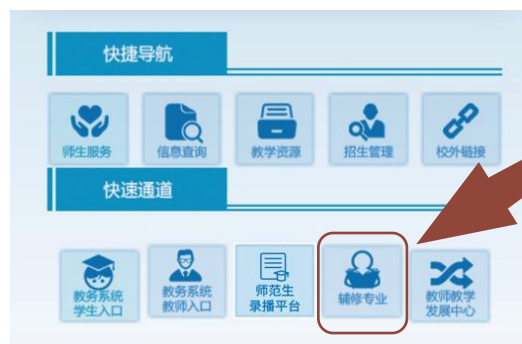 快捷导航
师生服务 信息查询 教学资源 招生管理 校外链接
快速通道
教务系统 教务系统 师范生 辅修专业 教师教学
学生入口 教师入口 录播平台 发展中心